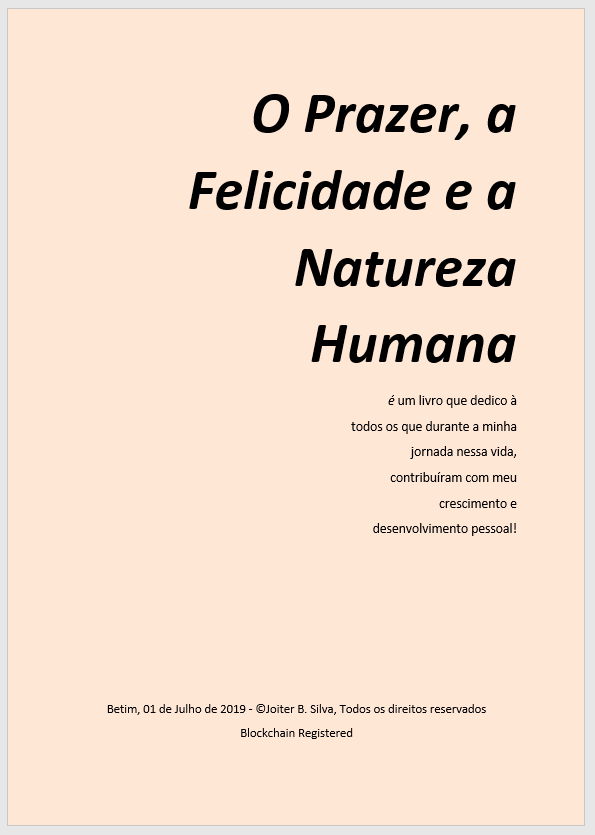 O Prazer, a
Felicidade e a
Natureza
Humana
é um livro que dedico à
todos os que durante a minha
jornada nessa vida,
contribuíram com meu
crescimento e
desenvolvimento pessoal!
Betim, 01 de Julho de 2019 - ©Joiter B. Silva, Todos os direitos reservados
Blockchain Registered